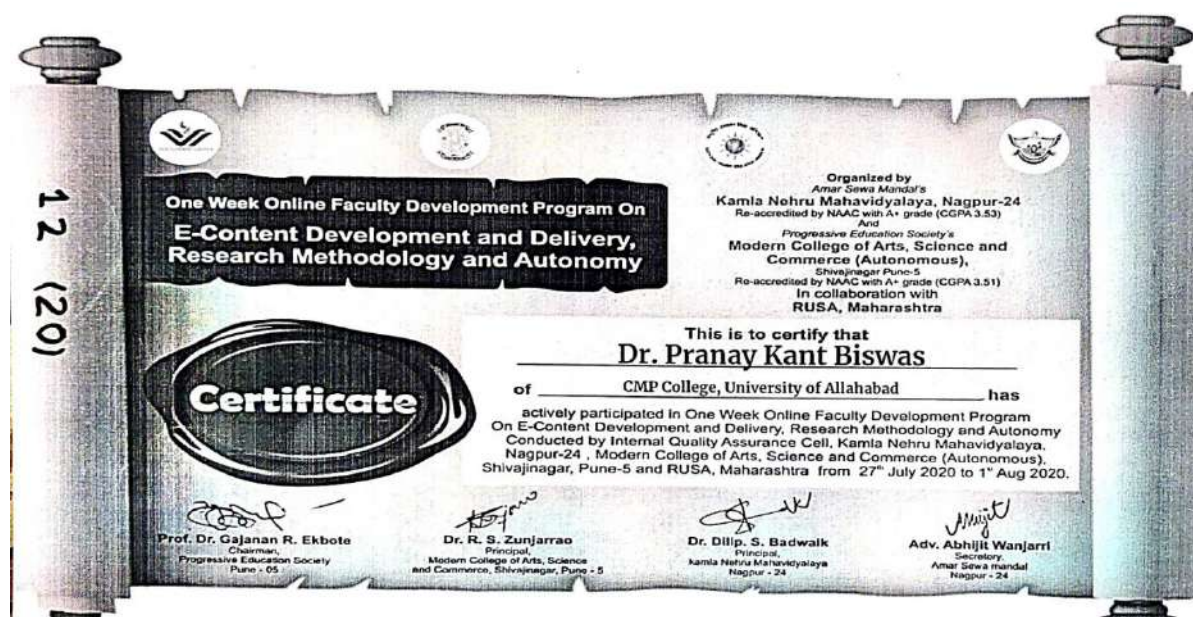 12 (20)
One Week Online Faculty Development Program On
E-Content Development and Delivery,
Research Methodology and Autonomy
Organized by
Amar Sewa Mandal's
Kamla Nehru Mahavidyalaya, Nagpur-24
Re-accredited by NAAC with A+ grade (CGPA 3.53)
And
Progressive Education Society's
Modern College of Arts, Science and
Commerce (Autonomous),
Shivajinagar Pune-5
Re-accredited by NAAC with A+ grade (CGPA 3.51)
In collaboration with
RUSA, Maharashtra
Certificate
This is to certify that
Dr. Pranay Kant Biswas
of CMP College, University of Allahabad has
actively participated in One Week Online Faculty Development Program
On E-Content Development and Delivery, Research Methodology and Autonomy
Conducted by Internal Quality Assurance Cell, Kamla Nehru Mahavidyalaya,
Nagpur-24 , Modern College of Arts, Science and Commerce (Autonomous),
Shivajinagar, Pune-5 and RUSA, Maharashtra from 27th July 2020 to 1st Aug 2020.
Prof. Dr. Gajanan R. Ekbote
Chairman,
Progressive Education Society
Pune - 05
Dr. R. S. Zunjarrao
Principal,
Modern College of Arts, Science
and Commerce, Shivajinagar, Pune - 5
Dr. Dilip. S. Badwaik
Principal,
kamla Nehru Mahavidyalaya
Nagpur - 24
Abhijit
Adv. Abhijit Wanjarri
Secretary,
Amar Sewa mandal
Nagpur - 24